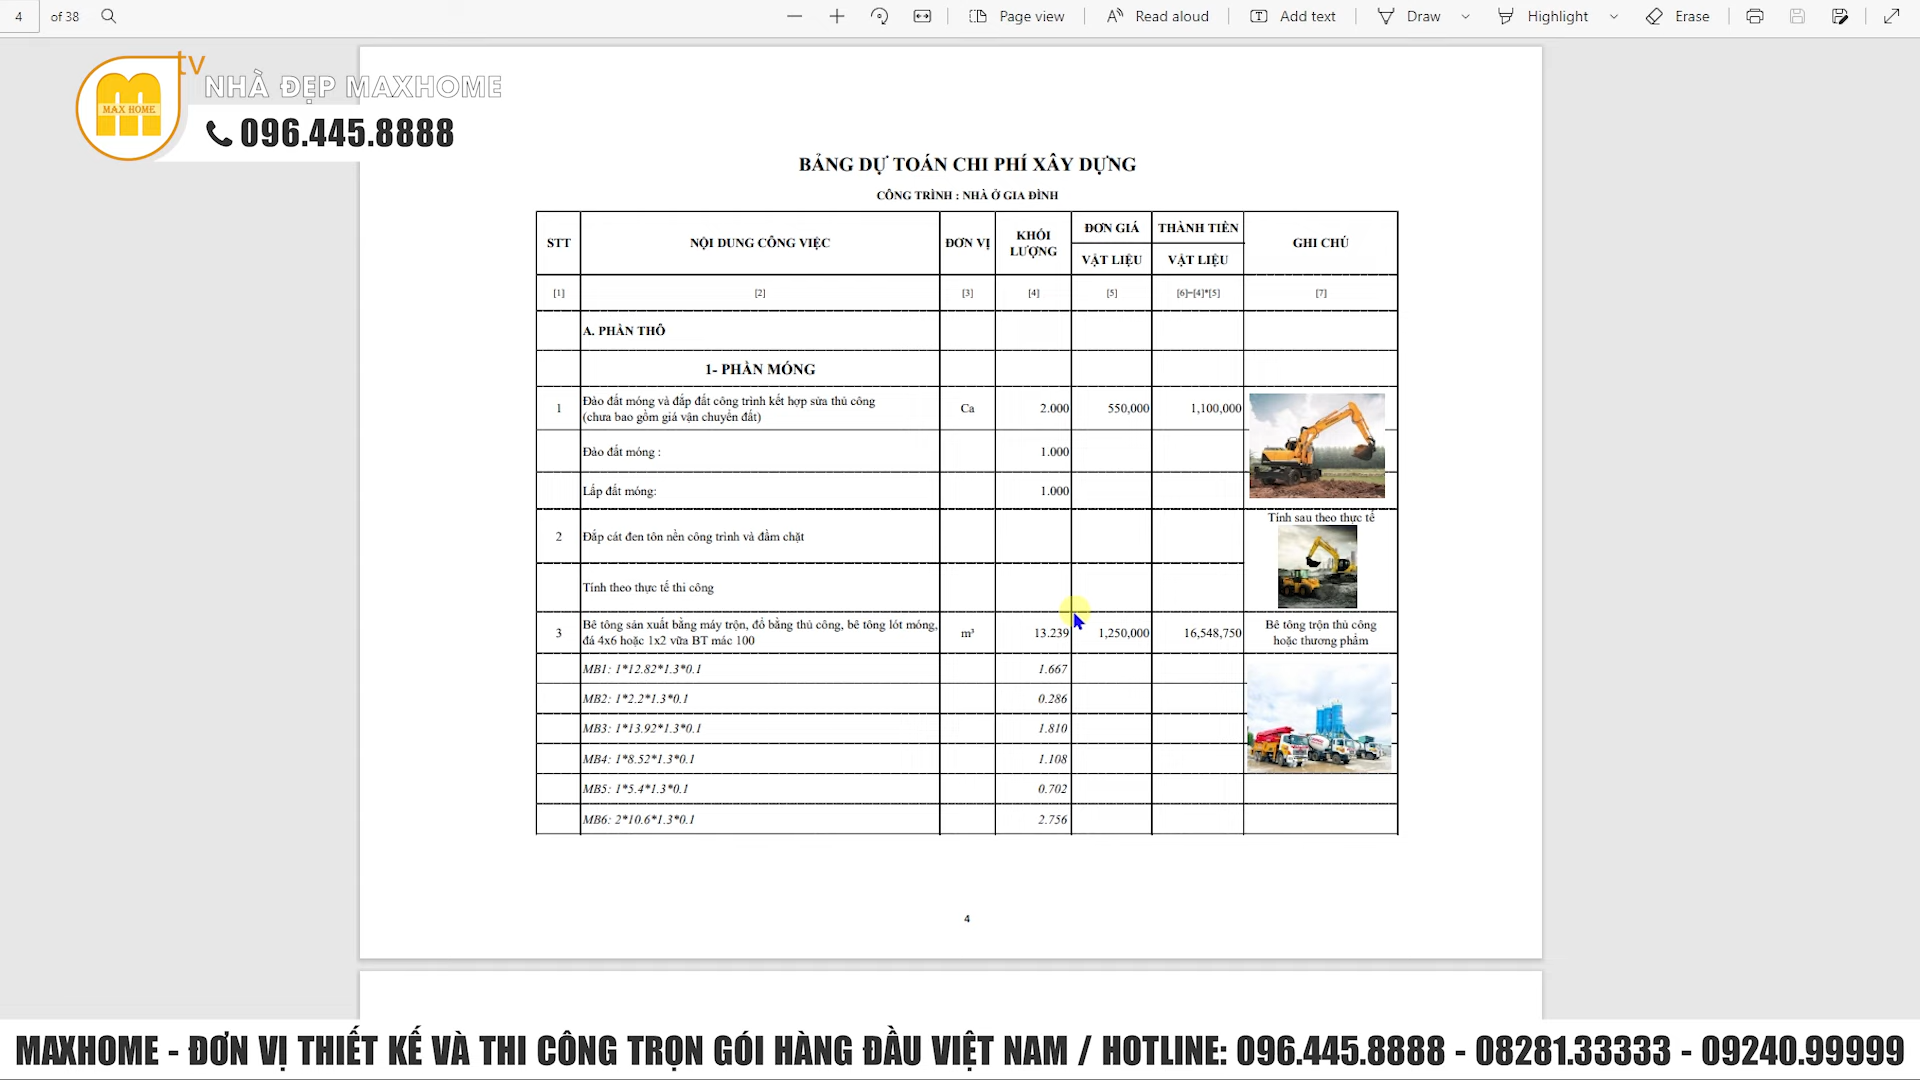 4 of 38 Page view Read aloud Add text Draw Highlight Erase
tv
MAX HOME
NHÀ ĐẸP MAXHOME
096.445.8888
BẢNG DỰ TOÁN CHI PHÍ XÂY DỰNG
CÔNG TRÌNH : NHÀ Ở GIA ĐÌNH
STT NỘI DUNG CÔNG VIỆC ĐƠN VỊ KHỐI LƯỢNG ĐƠN GIÁ THÀNH TIỀN GHI CHÚ
VẬT LIỆU VẬT LIỆU
[1] [2] [3] [4] [5] [6]=[4]*[5] [7]
A. PHẦN THÔ
1- PHẦN MÓNG
1 Đào đất móng và đắp đất công trình kết hợp sửa thủ công Ca 2.000 550,000 1,100,000
(chưa bao gồm giá vận chuyển đất)
Đào đất móng : 1.000
Lấp đất móng: 1.000
Tính sau theo thực tế
2 Đắp cát đen tôn nền công trình và đầm chặt
Tính theo thực tế thi công
3 Bê tông sản xuất bằng máy trộn, đổ bằng thủ công, bê tông lót móng, m³ 13.239 1,250,000 16,548,750 Bê tông trộn thủ công
đá 4x6 hoặc 1x2 vữa BT mác 100 hoặc thương phẩm
MB1: 1*12.82*1.3*0.1 1.667
MB2: 1*2.2*1.3*0.1 0.286
MB3: 1*13.92*1.3*0.1 1.810
MB4: 1*8.52*1.3*0.1 1.108
MB5: 1*5.4*1.3*0.1 0.702
MB6: 2*10.6*1.3*0.1 2.756
4
MAXHOME - ĐƠN VỊ THIẾT KẾ VÀ THI CÔNG TRỌN GÓI HÀNG ĐẦU VIỆT NAM / HOTLINE: 096.445.8888 - 08281.33333 - 09240.99999